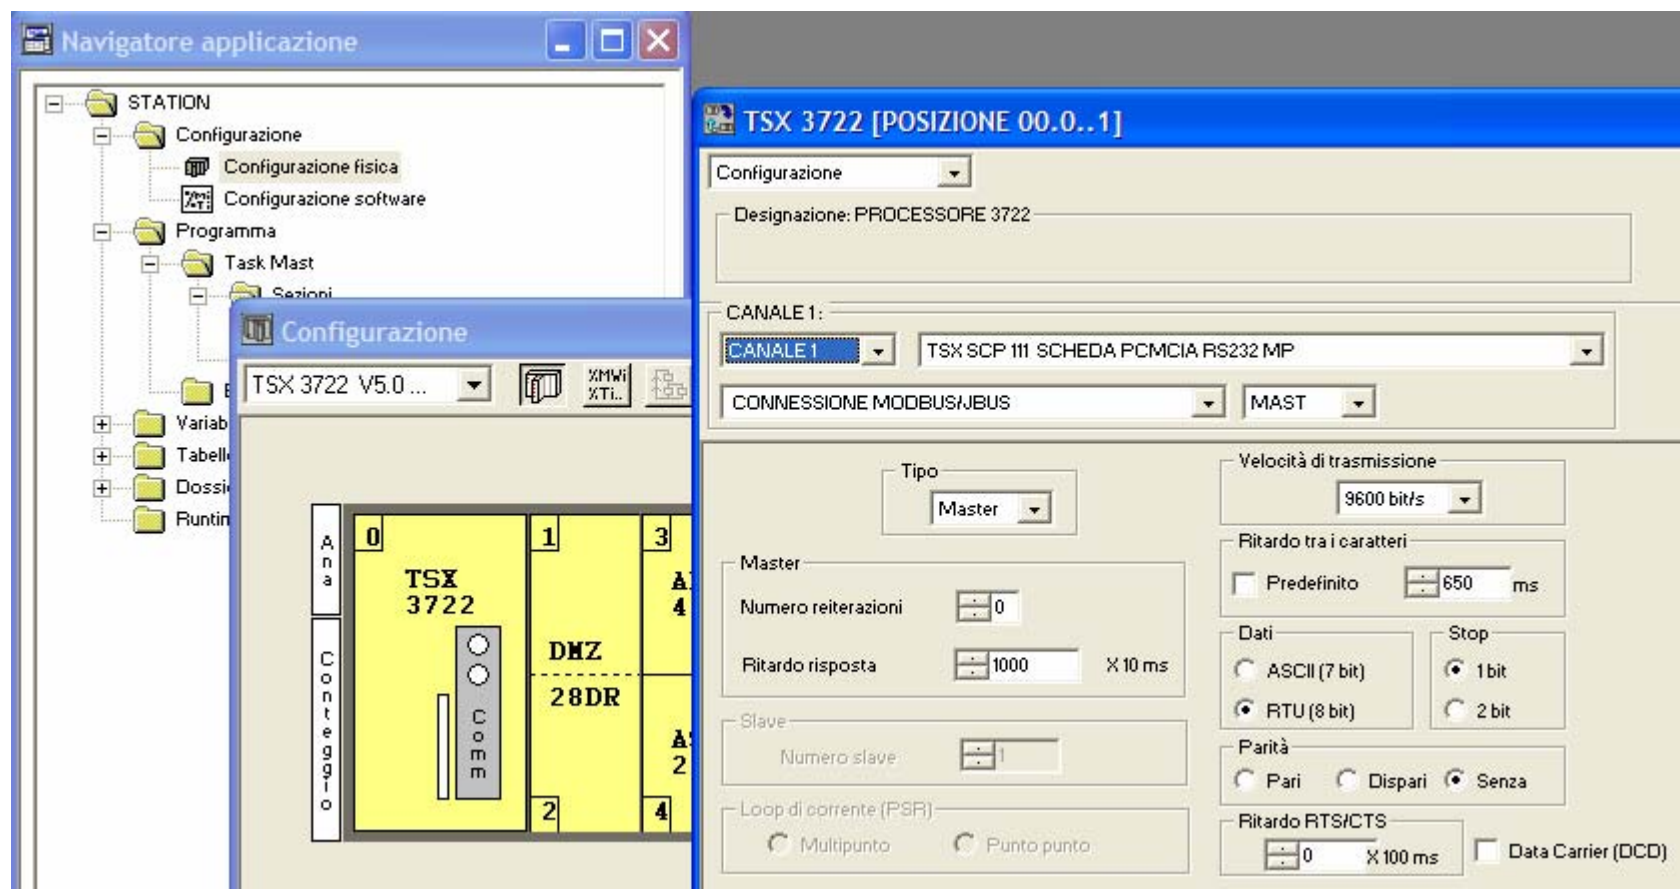 Navigatore applicazione
STATION
Configurazione
Configurazione fisica
Configurazione software
Programma
Task Mast
Sezioni
Variab
Tabell
Dossi
Runtin
Configurazione
TSX 3722 V5.0 ...
%MWi
%Ti..
Ana
Conteggio
0
TSX
3722
Comm
1
DMZ
28DR
2
3
4
4
2
TSX 3722 [POSIZIONE 00.0..1]
Configurazione
Designazione: PROCESSORE 3722
CANALE 1:
CANALE 1
TSX SCP 111 SCHEDA PCMCIA RS232 MP
CONNESSIONE MODBUS/JBUS
MAST
Tipo
Master
Master
Numero reiterazioni
0
Ritardo risposta
1000
X 10 ms
Slave
Numero slave
1
Loop di corrente (PSR)
Multipunto
Punto punto
Velocità di trasmissione
9600 bit/s
Ritardo tra i caratteri
Predefinito
650
ms
Dati
ASCII (7 bit)
RTU (8 bit)
Stop
1 bit
2 bit
Parità
Pari
Dispari
Senza
Ritardo RTS/CTS
0
X 100 ms
Data Carrier (DCD)